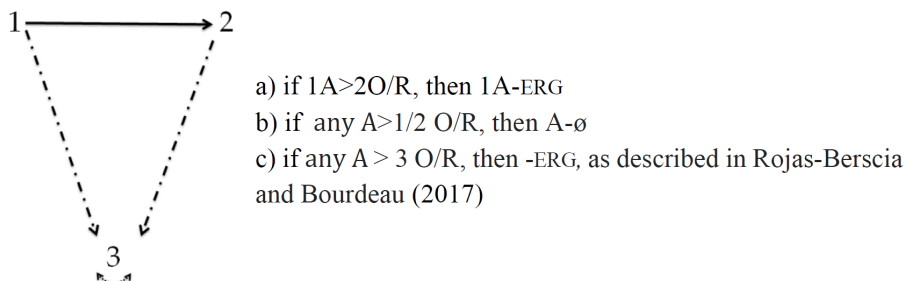 1 2
a) if 1A>2O/R, then 1A-ERG
b) if any A>1/2 O/R, then A-ø
c) if any A > 3 O/R, then -ERG, as described in Rojas-Berscia
and Bourdeau (2017)
3